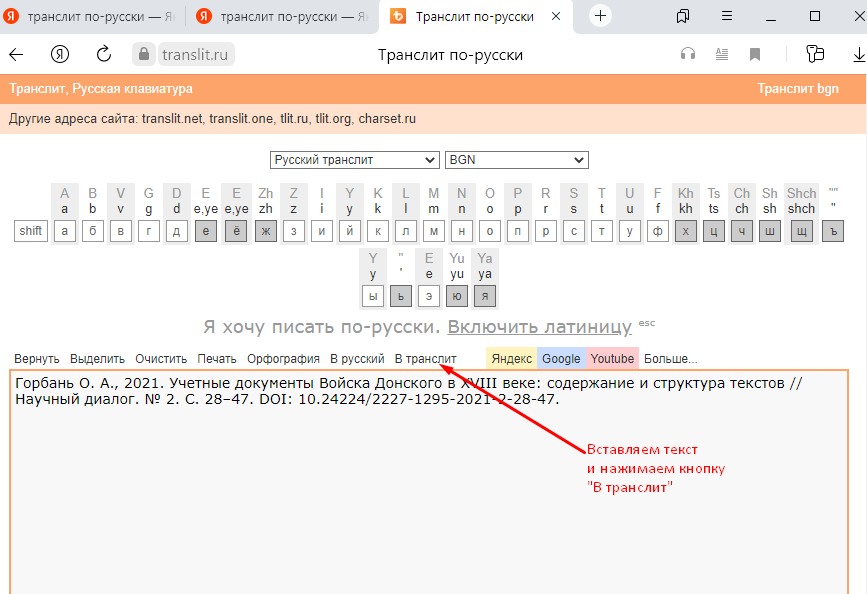 транслит по-русски — Я
транслит по-русски — Я
Транслит по-русски
translit.ru
Транслит по-русски
Транслит, Русская клавиатура
Транслит bgn
Другие адреса сайта: translit.net, translit.one, tlit.ru, tlit.org, charset.ru
Русский транслит
BGN
A B V G D E E Zh Z I Y K L M N O P R S T U F Kh Ts Ch Sh Shch ""
a b v g d e,ye e,ye zh z i y k l m n o p r s t u f kh ts ch sh shch "
shift а б в г д е ё ж з и й к л м н о п р с т у ф х ц ч ш щ ъ
Y " E Yu Ya
y ' e yu ya
ы ь э ю я
Я хочу писать по-русски. Включить латиницу esc
Вернуть Выделить Очистить Печать Орфография В русский В транслит Яндекс Google Youtube Больше...
Горбань О. А., 2021. Учетные документы Войска Донского в XVIII веке: содержание и структура текстов //
Научный диалог. № 2. С. 28–47. DOI: 10.24224/2227-1295-2021-2-28-47.
Вставляем текст
и нажимаем кнопку
"В транслит"